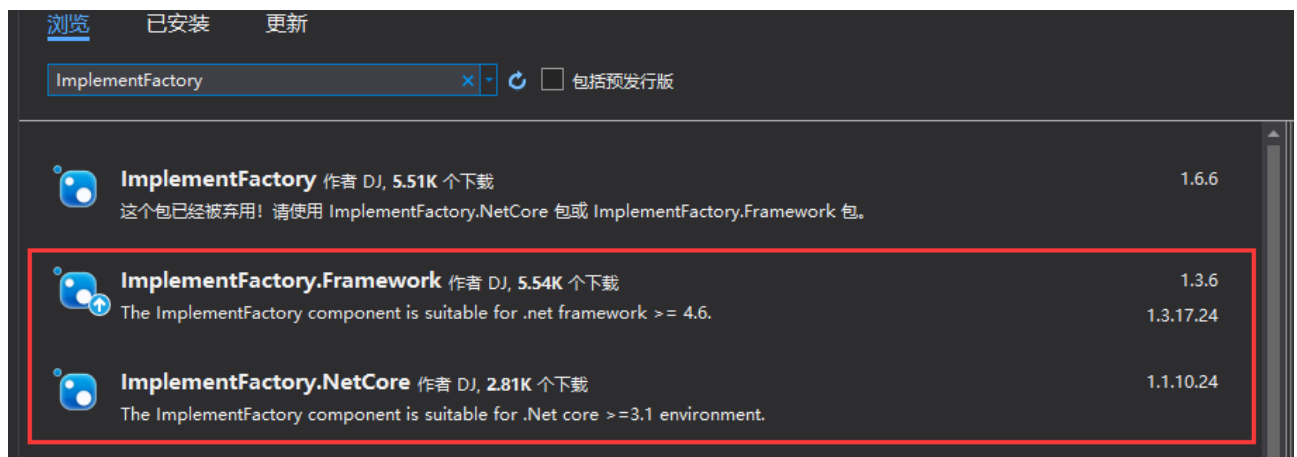 浏览 已安装 更新
ImplementFactory 包括预发行版
ImplementFactory 作者 DJ, 5.51K 个下载 1.6.6
这个包已经被弃用！请使用 ImplementFactory.NetCore 包或 ImplementFactory.Framework 包。
ImplementFactory.Framework 作者 DJ, 5.54K 个下载 1.3.6
The ImplementFactory component is suitable for .net framework >= 4.6. 1.3.17.24
ImplementFactory.NetCore 作者 DJ, 2.81K 个下载 1.1.10.24
The ImplementFactory component is suitable for .Net core >=3.1 environment.